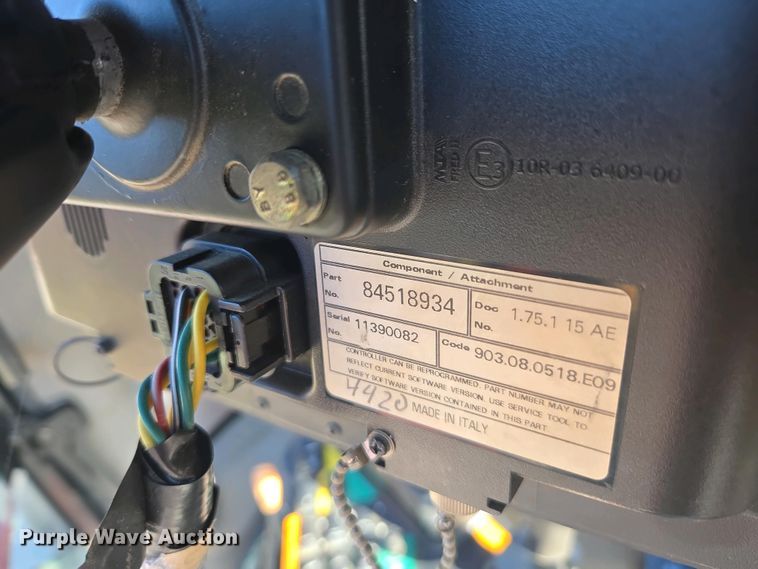 E3 10R-03 6409-00
BY
Component / Attachment
Part No. 84518934
Doc No. 1.75.1 15 AE
Serial No. 11390082
Code 903.08.0518.E09
CONTROLLER CAN BE REPROGRAMMED. PART NUMBER MAY NOT
REFLECT CURRENT SOFTWARE VERSION. USE SERVICE TOOL TO
VERIFY SOFTWARE VERSION CONTAINED IN THIS PART
4420 MADE IN ITALY
Purple Wave Auction